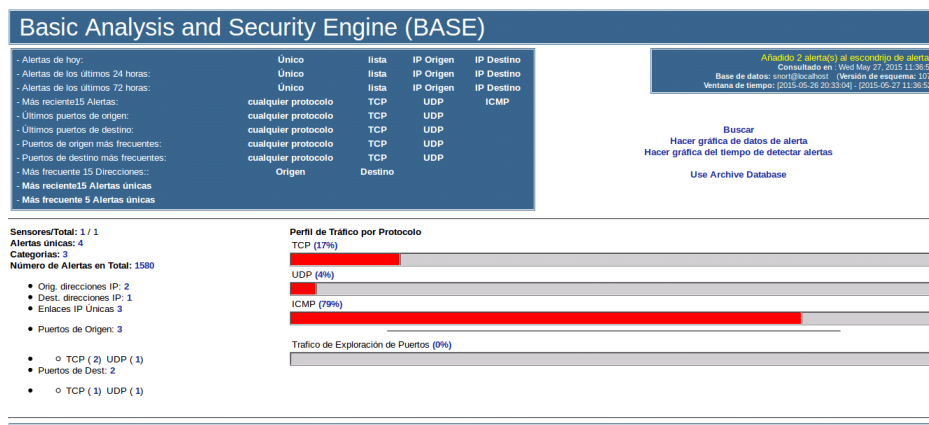 Basic Analysis and Security Engine (BASE)
- Alertas de hoy: Único lista IP Origen IP Destino
- Alertas de los últimos 24 horas: Único lista IP Origen IP Destino
- Alertas de los últimos 72 horas: Único lista IP Origen IP Destino
- Más reciente15 Alertas: cualquier protocolo TCP UDP ICMP
- Últimos puertos de origen: cualquier protocolo TCP UDP
- Últimos puertos de destino: cualquier protocolo TCP UDP
- Puertos de origen más frecuentes: cualquier protocolo TCP UDP
- Puertos de destino más frecuentes: cualquier protocolo TCP UDP
- Más frecuente 15 Direcciones:: Origen Destino
- Más reciente15 Alertas únicas
- Más frecuente 5 Alertas únicas
Añadido 2 alerta(s) al escondrijo de alerta
Consultado en : Wed May 27, 2015 11:36:5
Base de datos: snort@localhost (Versión de esquema: 107
Ventana de tiempo: [2015-05-26 20:33:04] - [2015-05-27 11:36:52
Buscar
Hacer gráfica de datos de alerta
Hacer gráfica del tiempo de detectar alertas
Use Archive Database
Sensores/Total: 1 / 1
Alertas únicas: 4
Categorias: 3
Número de Alertas en Total: 1580
Orig. direcciones IP: 2
Dest. direcciones IP: 1
Enlaces IP Únicas 3
Puertos de Origen: 3
TCP ( 2) UDP ( 1)
Puertos de Dest: 2
TCP ( 1) UDP ( 1)
Perfil de Tráfico por Protocolo
TCP (17%)
UDP (4%)
ICMP (79%)
Trafico de Exploración de Puertos (0%)